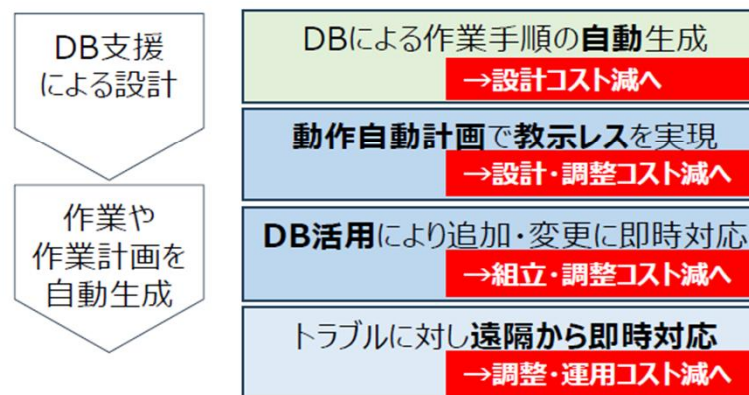 DB支援
による設計
作業や
作業計画を
自動生成
DBによる作業手順の自動生成
→設計コスト減へ
動作自動計画で教示レスを実現
→設計・調整コスト減へ
DB活用により追加・変更に即時対応
→組立・調整コスト減へ
トラブルに対し遠隔から即時対応
→調整・運用コスト減へ